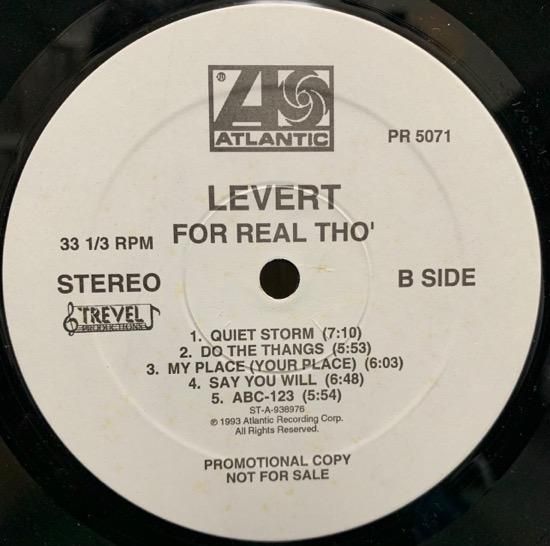 ATLANTIC
PR 5071
LEVERT
FOR REAL THO'
33 1/3 RPM
STEREO
B SIDE
TREVEL
PRODUCTIONS
1. QUIET STORM (7:10)
2. DO THE THANGS (5:53)
3. MY PLACE (YOUR PLACE) (6:03)
4. SAY YOU WILL (6:48)
5. ABC-123 (5:54)
ST-A-938976
℗ 1993 Atlantic Recording Corp.
All Rights Reserved.
PROMOTIONAL COPY
NOT FOR SALE